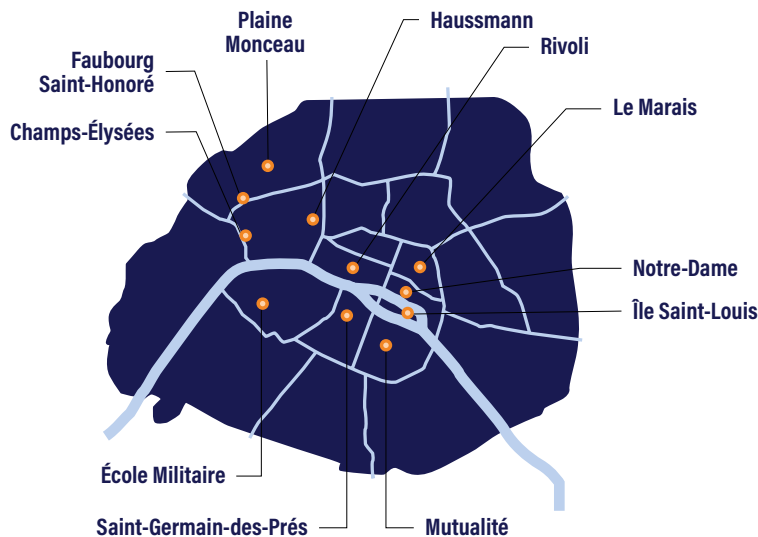 Plaine
Monceau
Haussmann
Rivoli
Faubourg
Saint-Honoré
Le Marais
Champs-Élysées
Notre-Dame
Île Saint-Louis
École Militaire
Saint-Germain-des-Prés
Mutualité